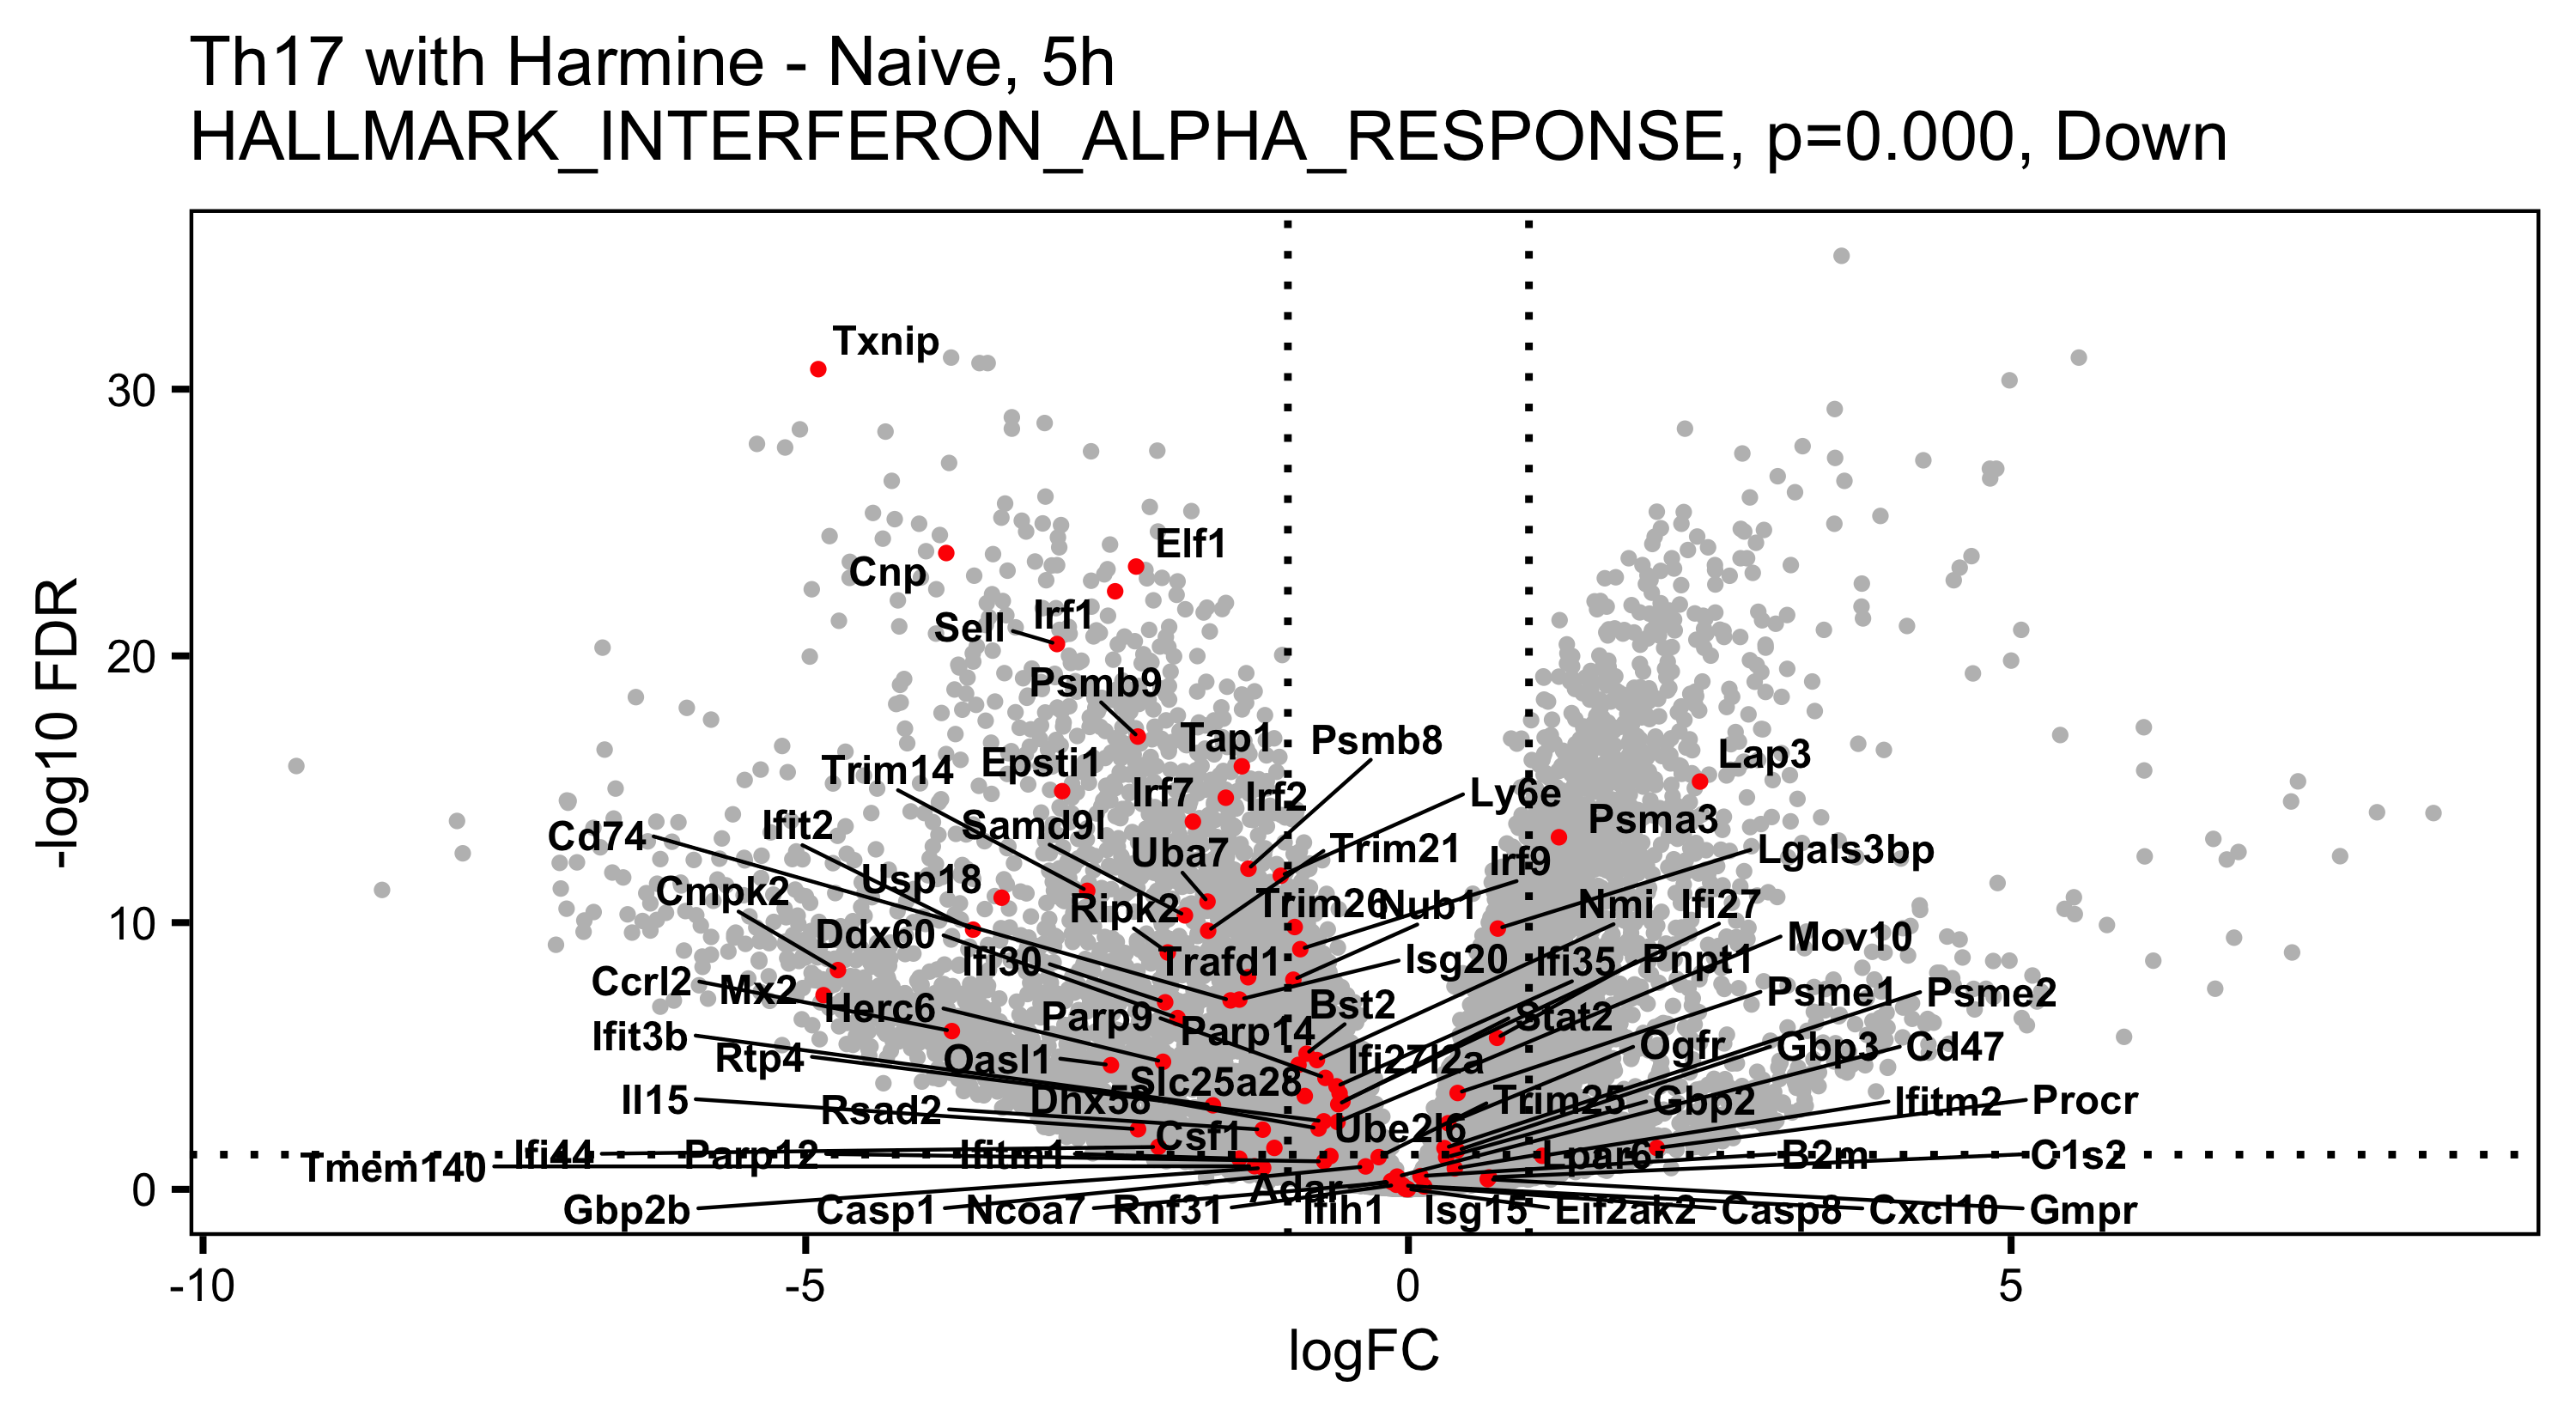 Th17 with Harmine - Naive, 5h
HALLMARK_INTERFERON_ALPHA_RESPONSE, p=0.000, Down
-log10 FDR
30
20
10
0
Txnip
Elf1
Cnp
Irf1
Sell
Psmb9
Tap1
Psmb8
Lap3
Trim14
Epsti1
Irf7
Irf2
Ly6e
Psma3
Cd74
Ifit2
Samd9l
Uba7
Trim21
Irf9
Lgals3bp
Cmpk2
Usp18
Ripk2
Trim26
Nub1
Nmi
Ifi27
Ddx60
Mov10
Ifi30
Trafd1
Isg20
Ifi35
Pnpt1
Ccrl2
Mx2
Herc6
Parp9
Bst2
Psme1
Psme2
Ifit3b
Rtp4
Oasl1
Parp14
Stat2
Ifi27l2a
Ogfr
Gbp3
Cd47
Il15
Rsad2
Dhx58
Slc25a28
Trim25
Gbp2
Ifitm2
Procr
Tmem140
Ifi44
Parp12
Ifitm1
Csf1
Ube2l6
Lpar6
B2m
C1s2
Adar
Gbp2b
Casp1
Ncoa7
Rnf31
Ifih1
Isg15
Eif2ak2
Casp8
Cxcl10
Gmpr
-10
-5
0
5
logFC